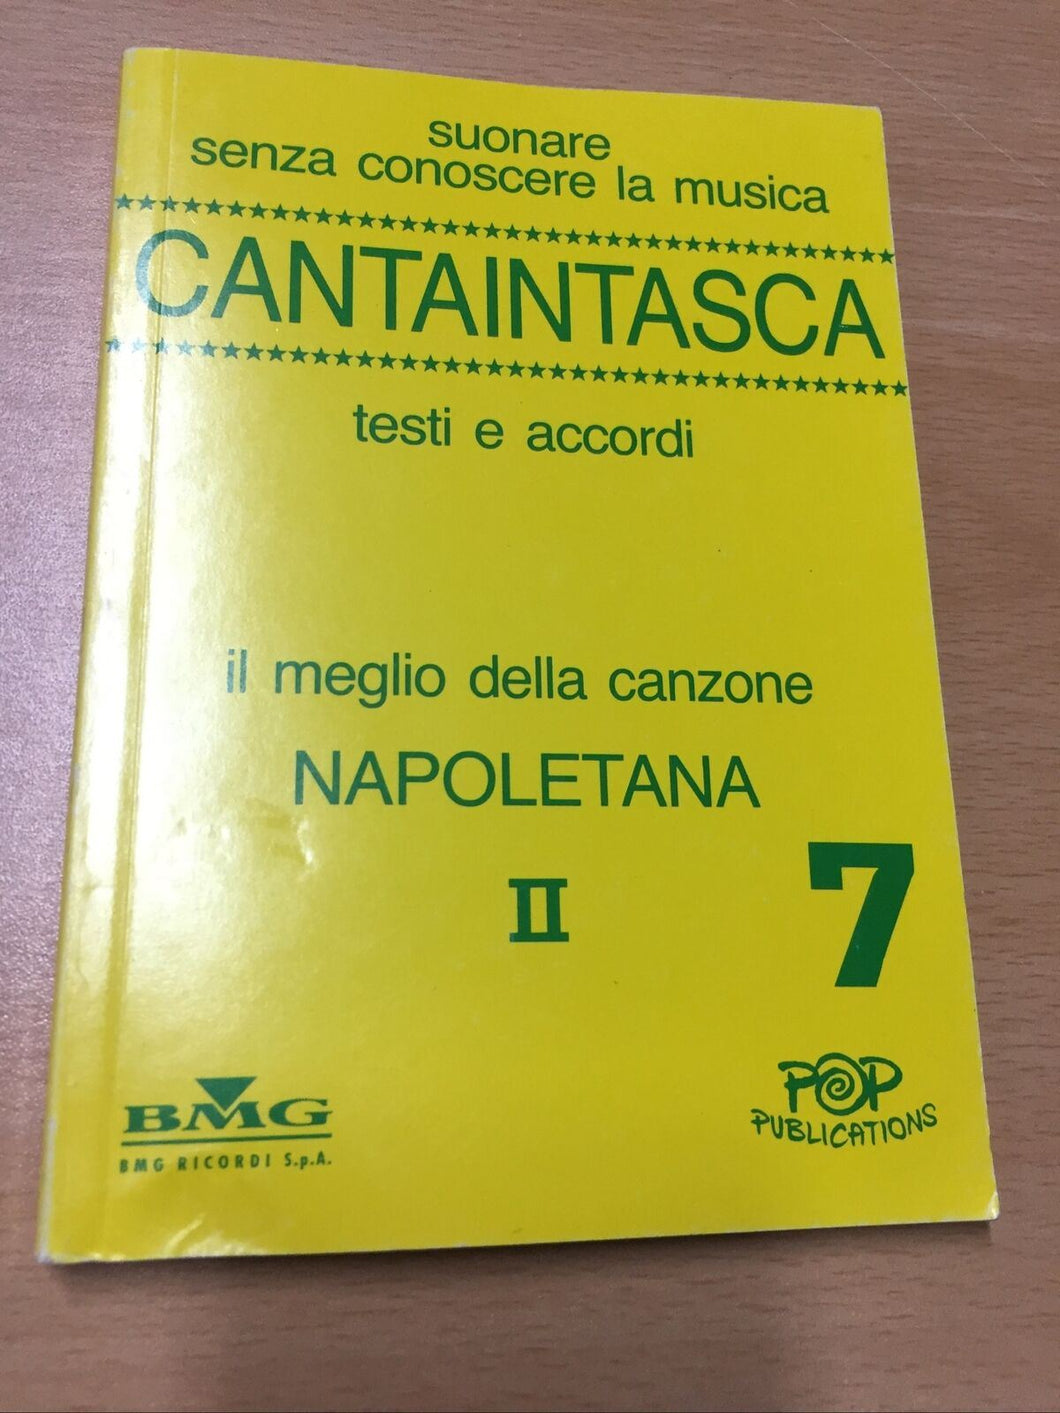 suonare
senza conoscere la musica
CANTAINTASCA
testi e accordi
il meglio della canzone
NAPOLETANA
II
7
BMG
BMG RICORDI S.p.A.
POP
PUBLICATIONS